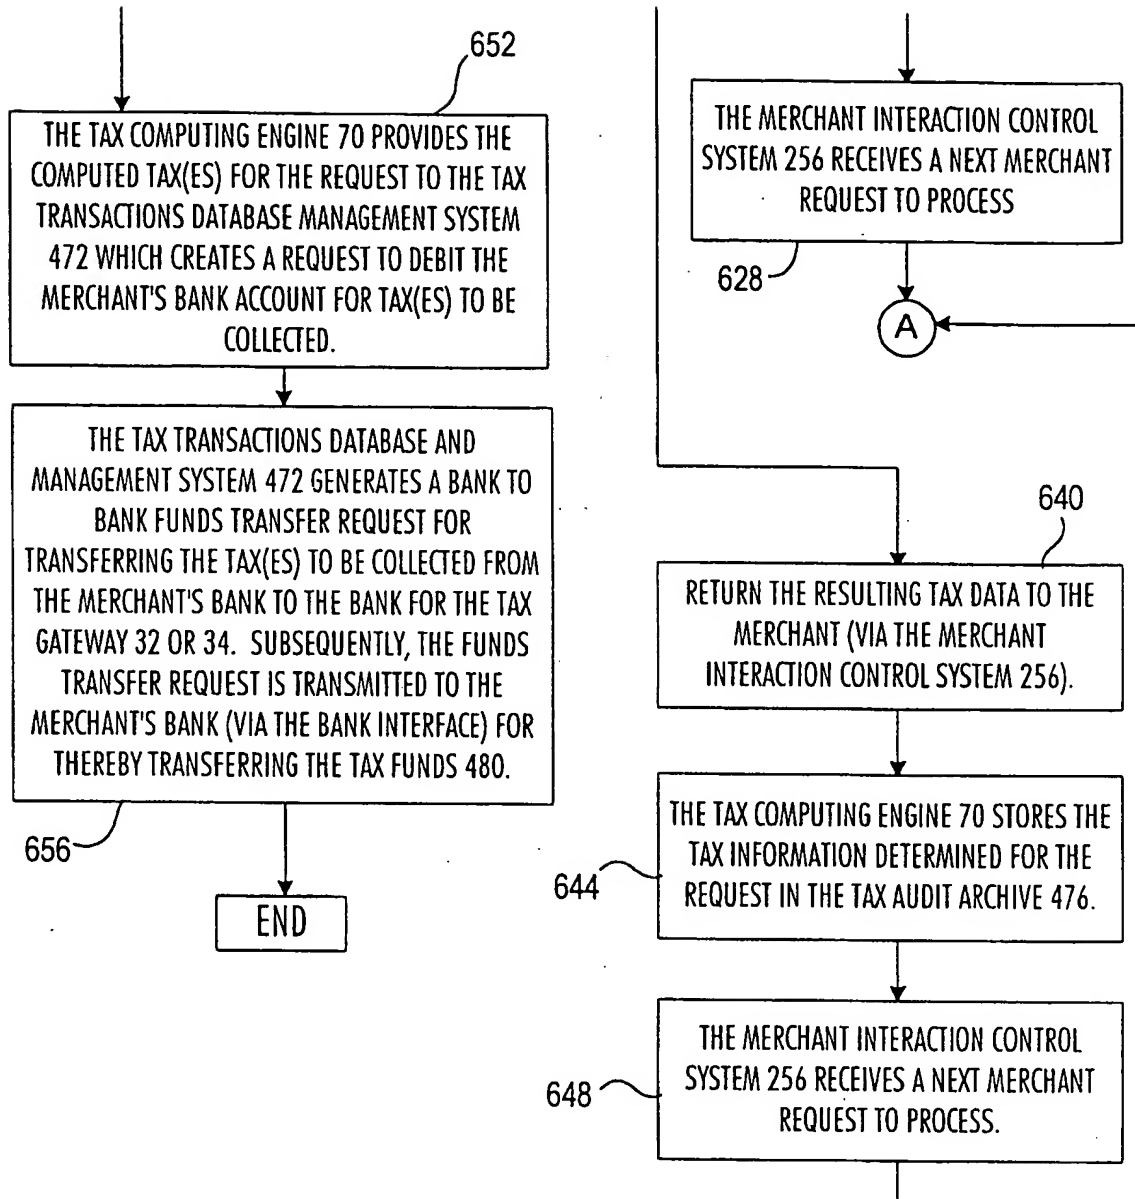 652
THE TAX COMPUTING ENGINE 70 PROVIDES THE
COMPUTED TAX(ES) FOR THE REQUEST TO THE TAX
TRANSACTIONS DATABASE MANAGEMENT SYSTEM
472 WHICH CREATES A REQUEST TO DEBIT THE
MERCHANT'S BANK ACCOUNT FOR TAX(ES) TO BE
COLLECTED.
THE TAX TRANSACTIONS DATABASE AND
MANAGEMENT SYSTEM 472 GENERATES A BANK TO
BANK FUNDS TRANSFER REQUEST FOR
TRANSFERRING THE TAX(ES) TO BE COLLECTED FROM
THE MERCHANT'S BANK TO THE BANK FOR THE TAX
GATEWAY 32 OR 34. SUBSEQUENTLY, THE FUNDS
TRANSFER REQUEST IS TRANSMITTED TO THE
MERCHANT'S BANK (VIA THE BANK INTERFACE) FOR
THEREBY TRANSFERRING THE TAX FUNDS 480.
656
END
THE MERCHANT INTERACTION CONTROL
SYSTEM 256 RECEIVES A NEXT MERCHANT
REQUEST TO PROCESS
628
A
640
RETURN THE RESULTING TAX DATA TO THE
MERCHANT (VIA THE MERCHANT
INTERACTION CONTROL SYSTEM 256).
THE TAX COMPUTING ENGINE 70 STORES THE
TAX INFORMATION DETERMINED FOR THE
REQUEST IN THE TAX AUDIT ARCHIVE 476.
644
THE MERCHANT INTERACTION CONTROL
SYSTEM 256 RECEIVES A NEXT MERCHANT
REQUEST TO PROCESS.
648